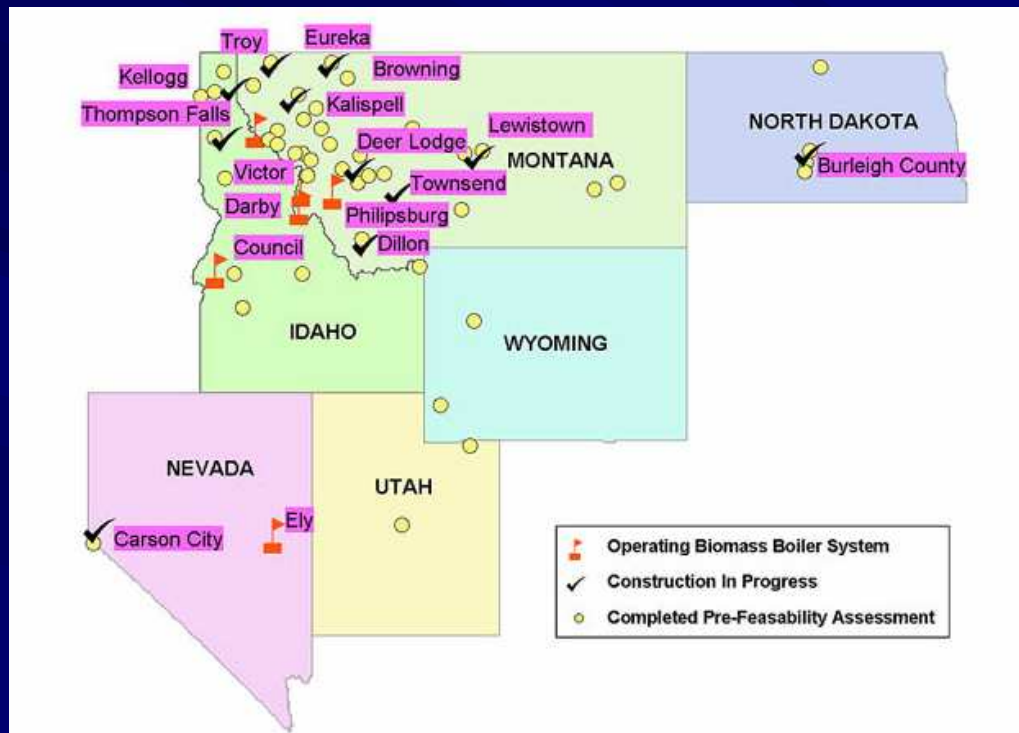 Troy
Eureka
Kellogg
Browning
Thompson Falls
Kalispell
Lewistown
Deer Lodge
NORTH DAKOTA
MONTANA
Burleigh County
Victor
Townsend
Darby
Philipsburg
Council
Dillon
IDAHO
WYOMING
NEVADA
UTAH
Ely
Carson City
Operating Biomass Boiler System
Construction In Progress
Completed Pre-Feasability Assessment